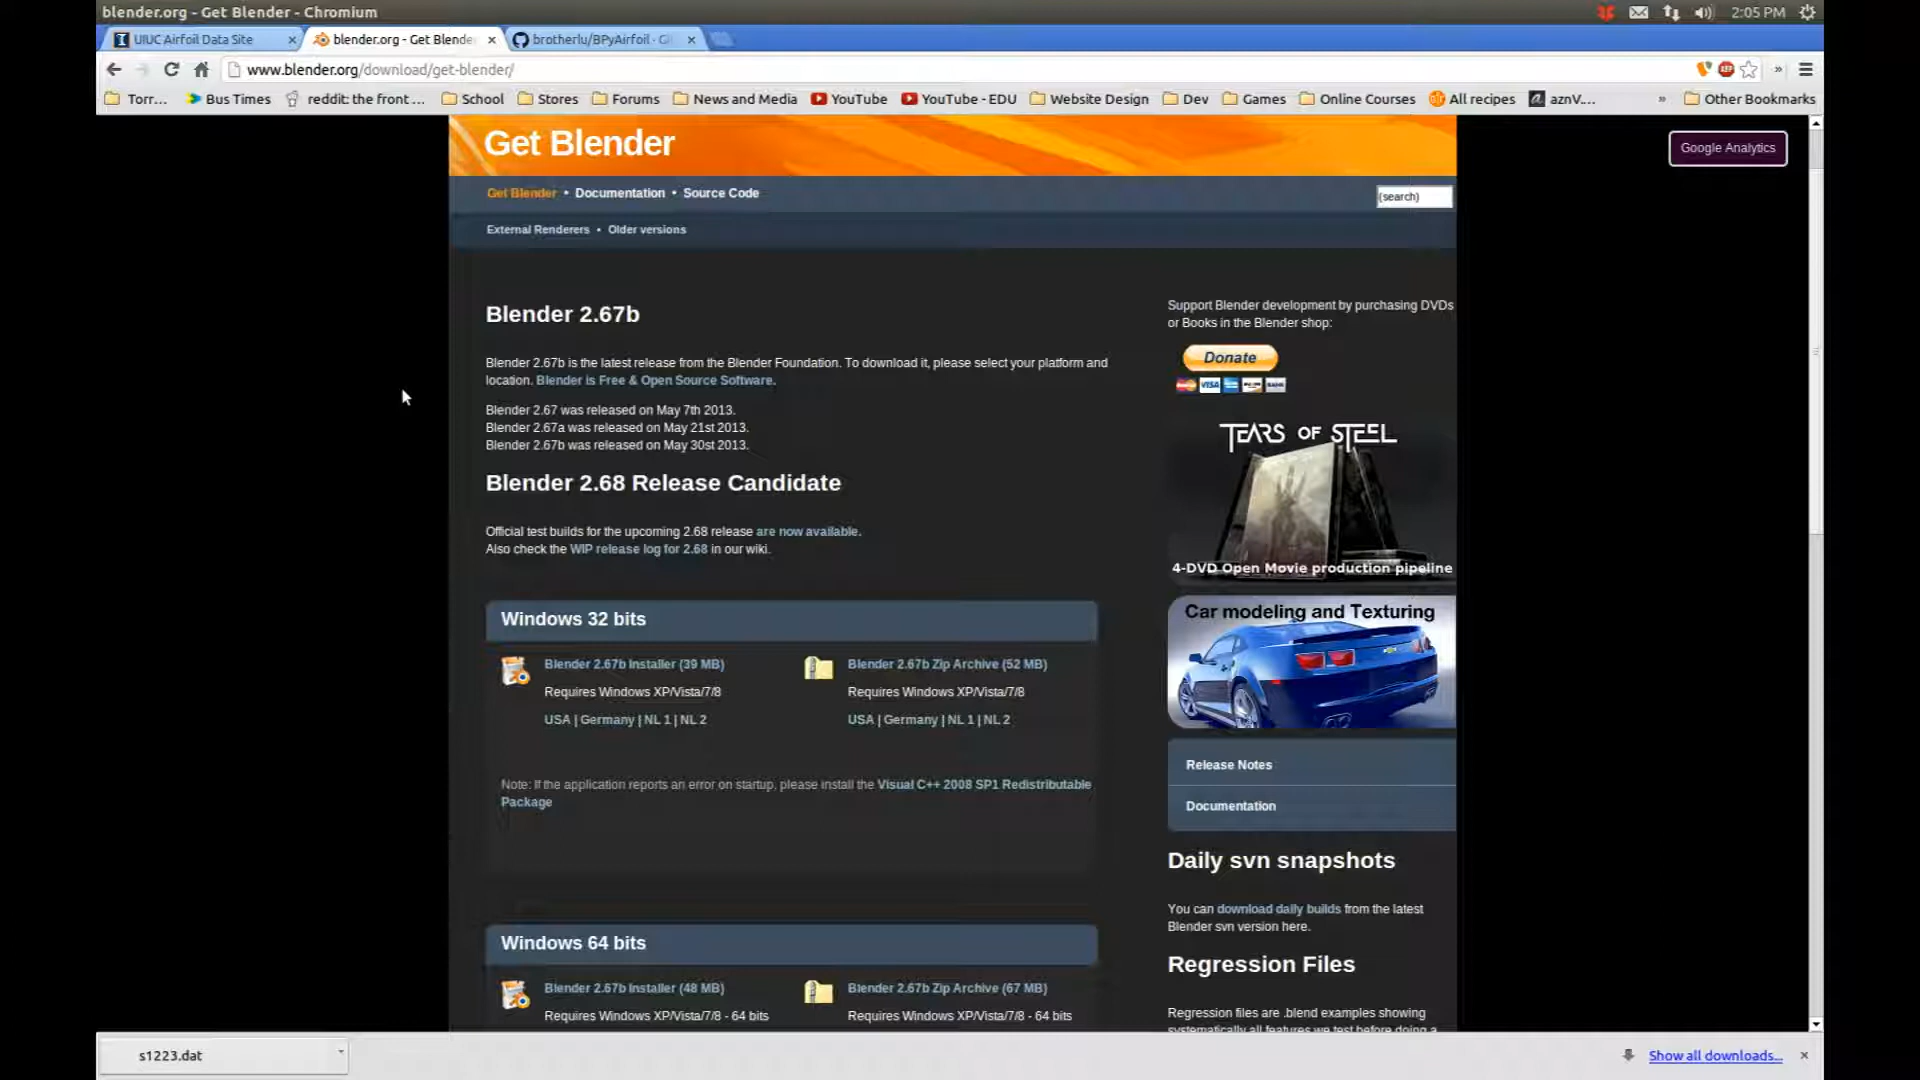 blender.org - Get Blender - Chromium
2:05 PM
UIUC Airfoil Data Site
blender.org - Get Blende
brotherlu/BPyAirfoil - Gi
www.blender.org/download/get-blender/
ABP
Torr...
Bus Times
reddit: the front ...
School
Stores
Forums
News and Media
YouTube
YouTube - EDU
Website Design
Dev
Games
Online Courses
All recipes
aznV....
»
Other Bookmarks
Get Blender
Google Analytics
Get Blender • Documentation • Source Code
(search)
External Renderers • Older versions
Blender 2.67b
Blender 2.67b is the latest release from the Blender Foundation. To download it, please select your platform and
location. Blender is Free & Open Source Software.
Blender 2.67 was released on May 7th 2013.
Blender 2.67a was released on May 21st 2013.
Blender 2.67b was released on May 30st 2013.
Blender 2.68 Release Candidate
Official test builds for the upcoming 2.68 release are now available.
Also check the WIP release log for 2.68 in our wiki.
Windows 32 bits
Blender 2.67b Installer (39 MB)
Requires Windows XP/Vista/7/8
USA | Germany | NL 1 | NL 2
Blender 2.67b Zip Archive (52 MB)
Requires Windows XP/Vista/7/8
USA | Germany | NL 1 | NL 2
Note: If the application reports an error on startup, please install the Visual C++ 2008 SP1 Redistributable
Package
Windows 64 bits
Blender 2.67b Installer (48 MB)
Requires Windows XP/Vista/7/8 - 64 bits
Blender 2.67b Zip Archive (67 MB)
Requires Windows XP/Vista/7/8 - 64 bits
Support Blender development by purchasing DVDs
or Books in the Blender shop:
Donate
VISA
TEARS OF STEEL
4-DVD Open Movie production pipeline
Car modeling and Texturing
Release Notes
Documentation
Daily svn snapshots
You can download daily builds from the latest
Blender svn version here.
Regression Files
Regression files are .blend examples showing
systematically all features we test before doing a
s1223.dat
Show all downloads...